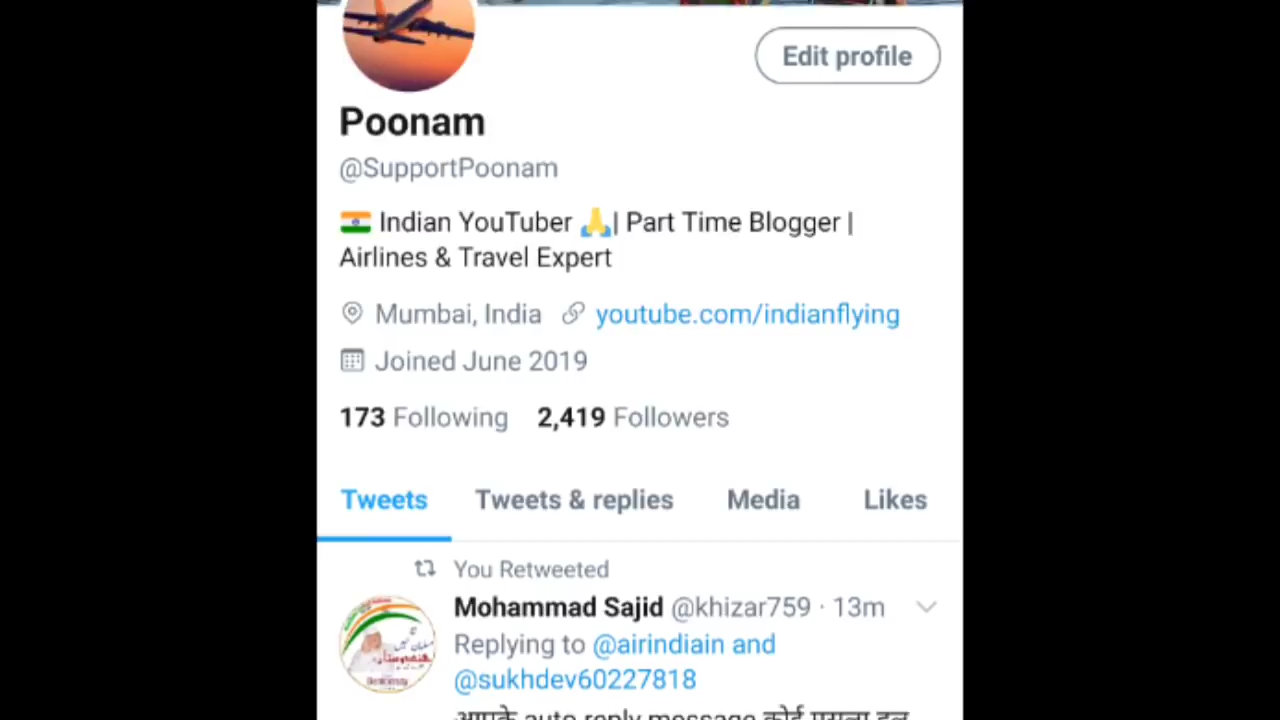 Edit profile
Poonam
@SupportPoonam
🇮🇳 Indian YouTuber 🙏| Part Time Blogger |
Airlines & Travel Expert
Mumbai, India youtube.com/indianflying
Joined June 2019
173 Following 2,419 Followers
Tweets Tweets & replies Media Likes
You Retweeted
Mohammad Sajid @khizar759 · 13m
Replying to @airindiain and
@sukhdev60227818
आपके auto reply message कोई